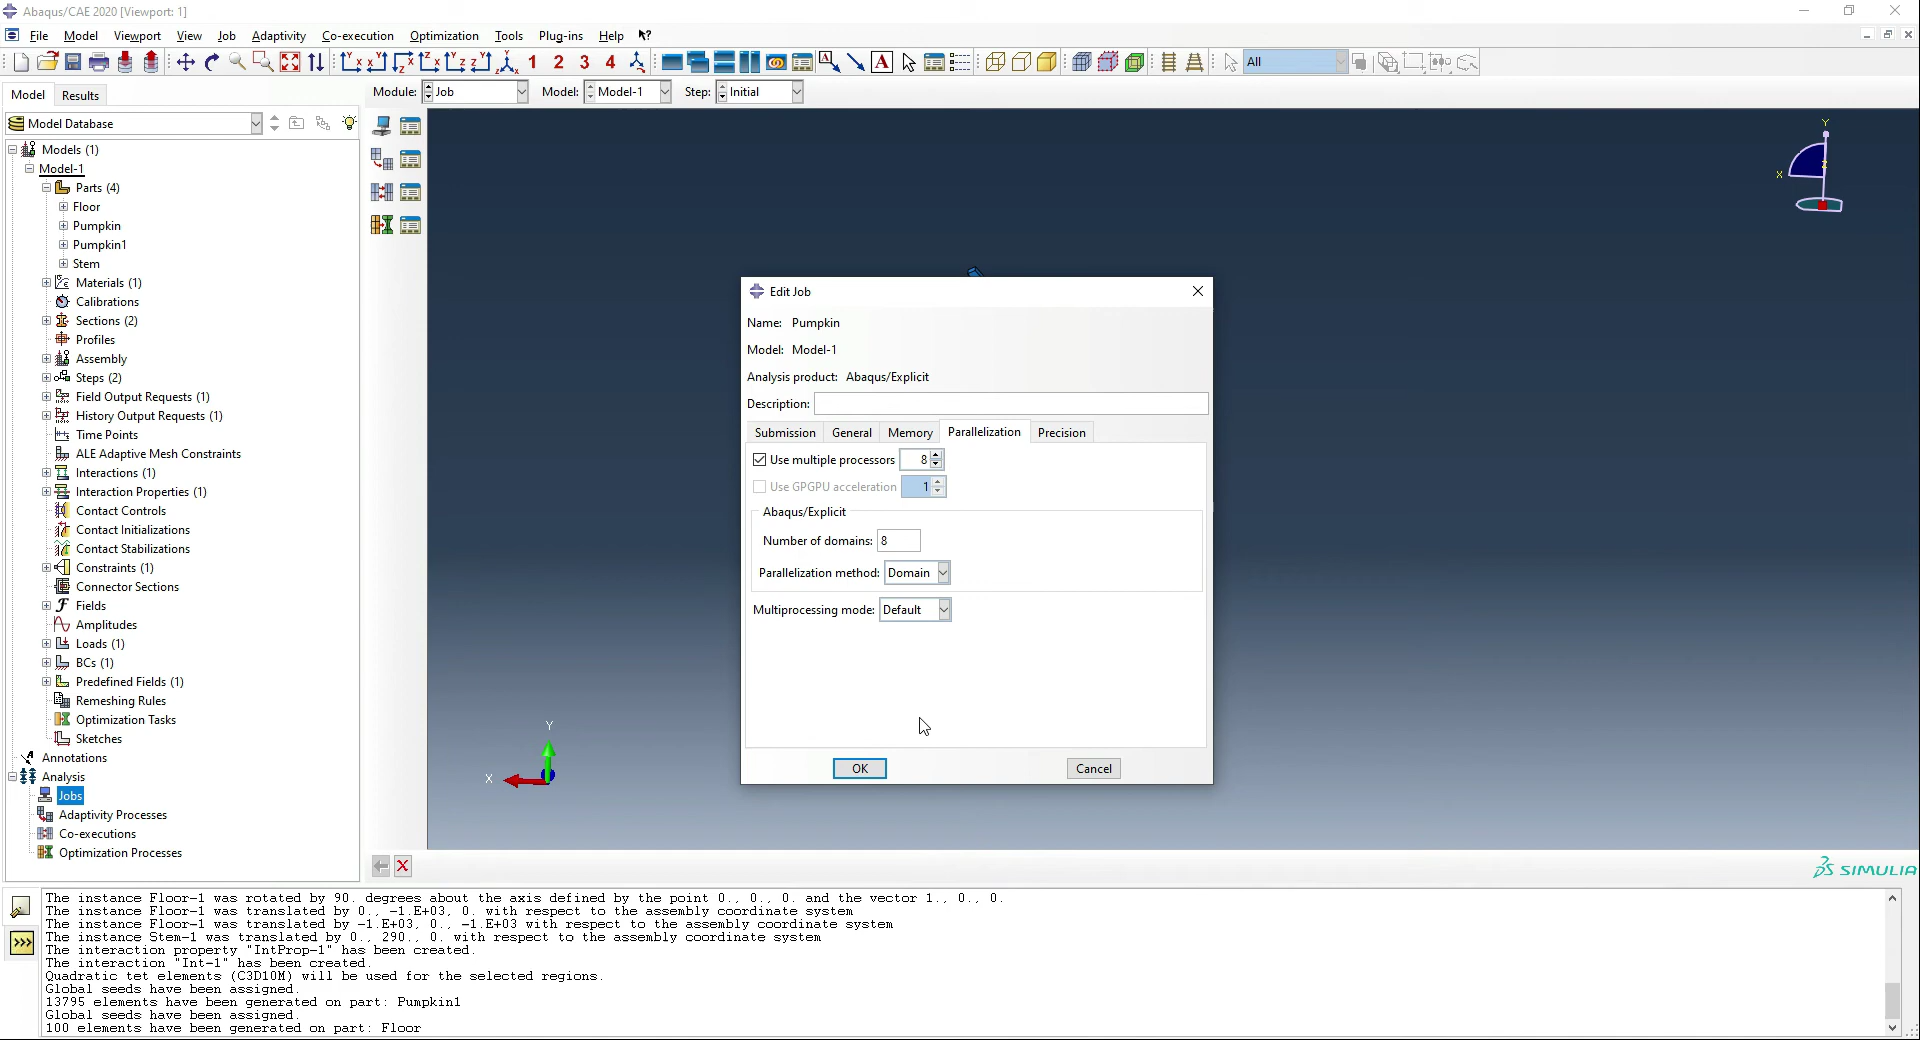 Abaqus/CAE 2020 [Viewport: 1]
File Model Viewport View Job Adaptivity Co-execution Optimization Tools Plug-ins Help
1 2 3 4 All
Model Results
Module: Job Model: Model-1 Step: Initial
Model Database
Models (1)
Model-1
Parts (4)
Floor
Pumpkin
Pumpkin1
Stem
Materials (1)
Calibrations
Sections (2)
Profiles
Assembly
Steps (2)
Field Output Requests (1)
History Output Requests (1)
Time Points
ALE Adaptive Mesh Constraints
Interactions (1)
Interaction Properties (1)
Contact Controls
Contact Initializations
Contact Stabilizations
Constraints (1)
Connector Sections
Fields
Amplitudes
Loads (1)
BCs (1)
Predefined Fields (1)
Remeshing Rules
Optimization Tasks
Sketches
Annotations
Analysis
Jobs
Adaptivity Processes
Co-executions
Optimization Processes
Y
X
Z
Edit Job
Name: Pumpkin
Model: Model-1
Analysis product: Abaqus/Explicit
Description:
Submission General Memory Parallelization Precision
Use multiple processors 8
Use GPGPU acceleration 1
Abaqus/Explicit
Number of domains: 8
Parallelization method: Domain
Multiprocessing mode: Default
OK Cancel
Y
X
SIMULIA
The instance Floor-1 was rotated by 90. degrees about the axis defined by the point 0., 0., 0. and the vector 1., 0., 0.
The instance Floor-1 was translated by 0., -1.E+03, 0. with respect to the assembly coordinate system
The instance Floor-1 was translated by -1.E+03, 0., -1.E+03 with respect to the assembly coordinate system
The instance Stem-1 was translated by 0., 290., 0. with respect to the assembly coordinate system
The interaction property "IntProp-1" has been created.
The interaction "Int-1" has been created.
Quadratic tet elements (C3D10M) will be used for the selected regions.
Global seeds have been assigned.
13795 elements have been generated on part: Pumpkin1
Global seeds have been assigned.
100 elements have been generated on part: Floor